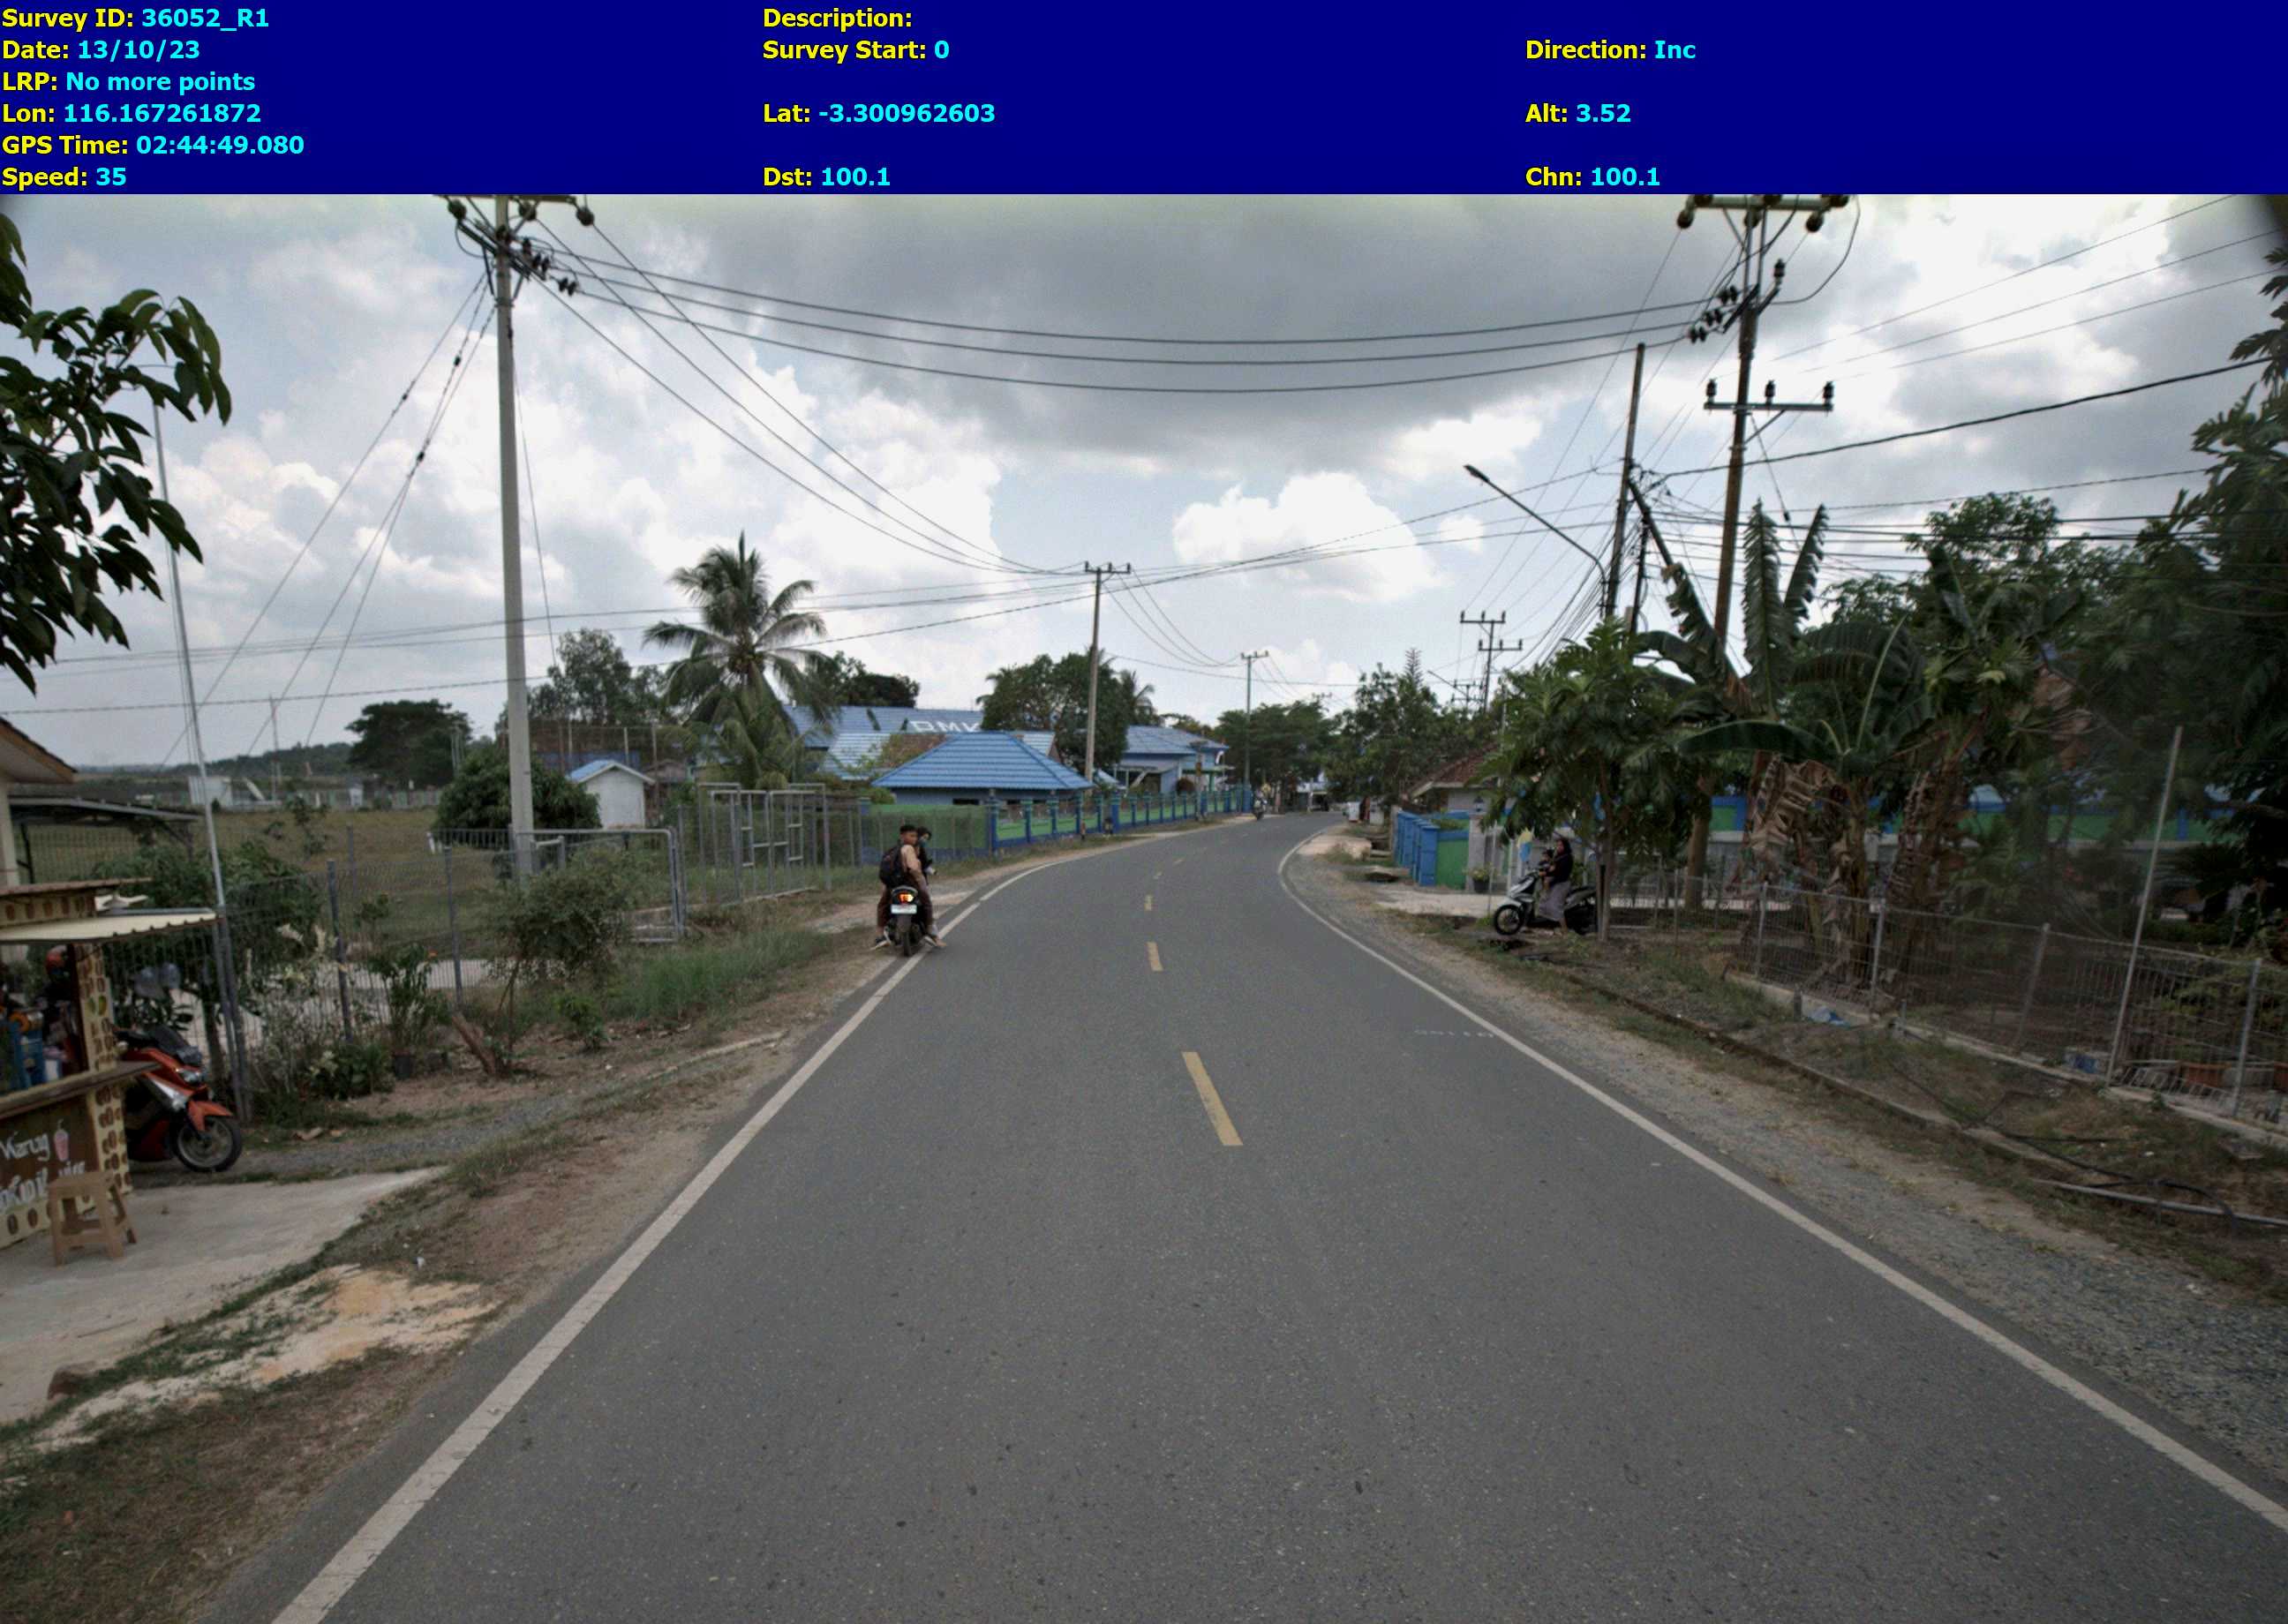 Survey ID: 36052_R1
Description:
Date: 13/10/23
Survey Start: 0
Direction: Inc
LRP: No more points
Lon: 116.167261872
Lat: -3.300962603
Alt: 3.52
GPS Time: 02:44:49.080
Speed: 35
Dst: 100.1
Chn: 100.1